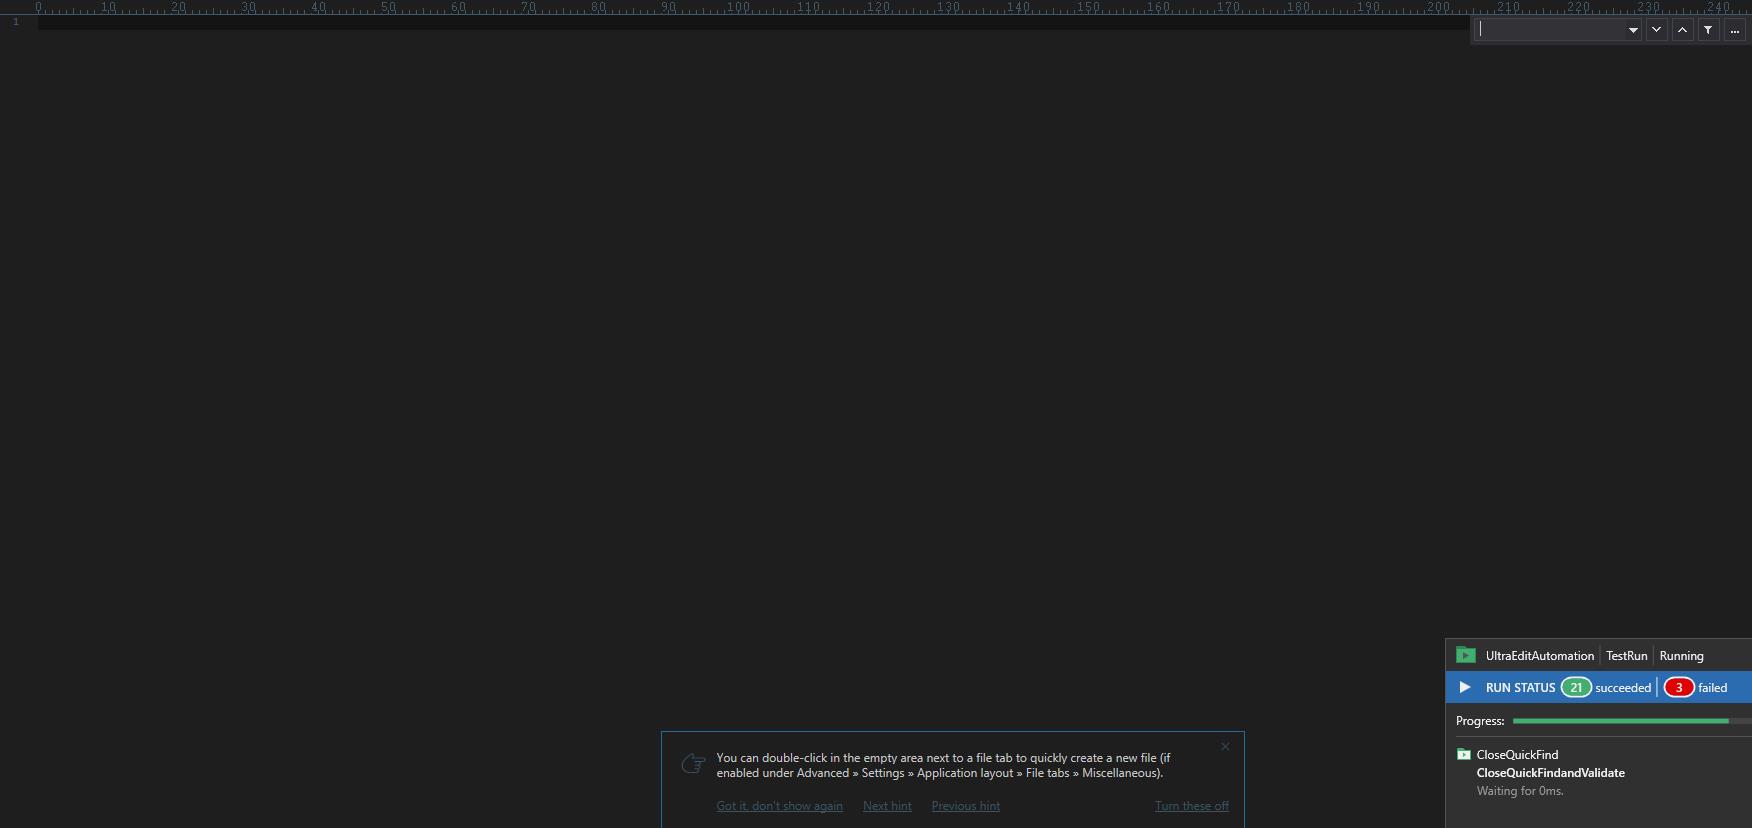 0 10 20 30 40 50 60 70 80 90 100 110 120 130 140 150 160 170 180 190 200 210 220 230 240
1
...
UltraEditAutomation TestRun Running
RUN STATUS 21 succeeded 3 failed
Progress:
You can double-click in the empty area next to a file tab to quickly create a new file (if
enabled under Advanced » Settings » Application layout » File tabs » Miscellaneous).
Got it, don't show again Next hint Previous hint Turn these off
CloseQuickFind
CloseQuickFindandValidate
Waiting for 0ms.